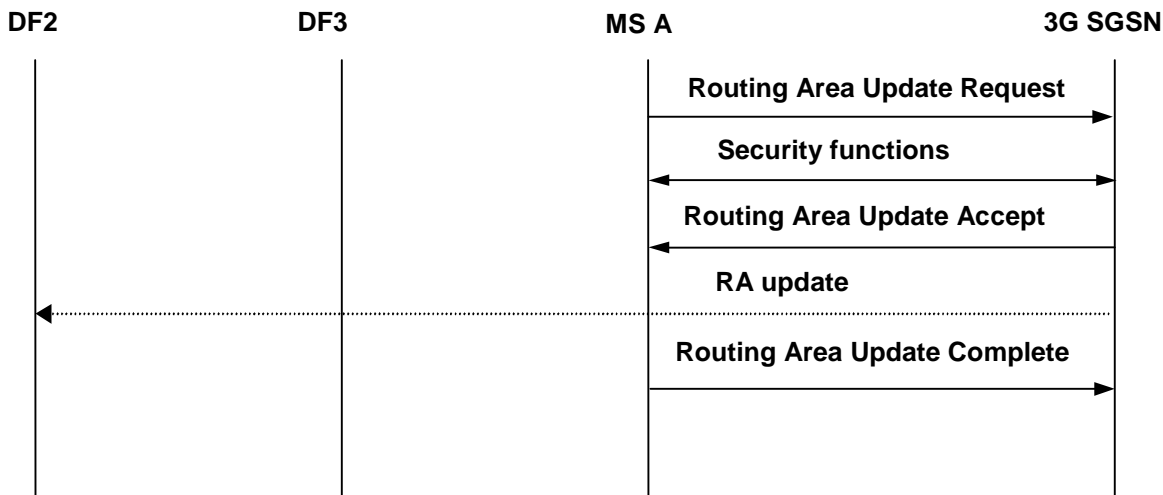 DF2 DF3 MS A 3G SGSN
Routing Area Update Request
Security functions
Routing Area Update Accept
RA update
Routing Area Update Complete